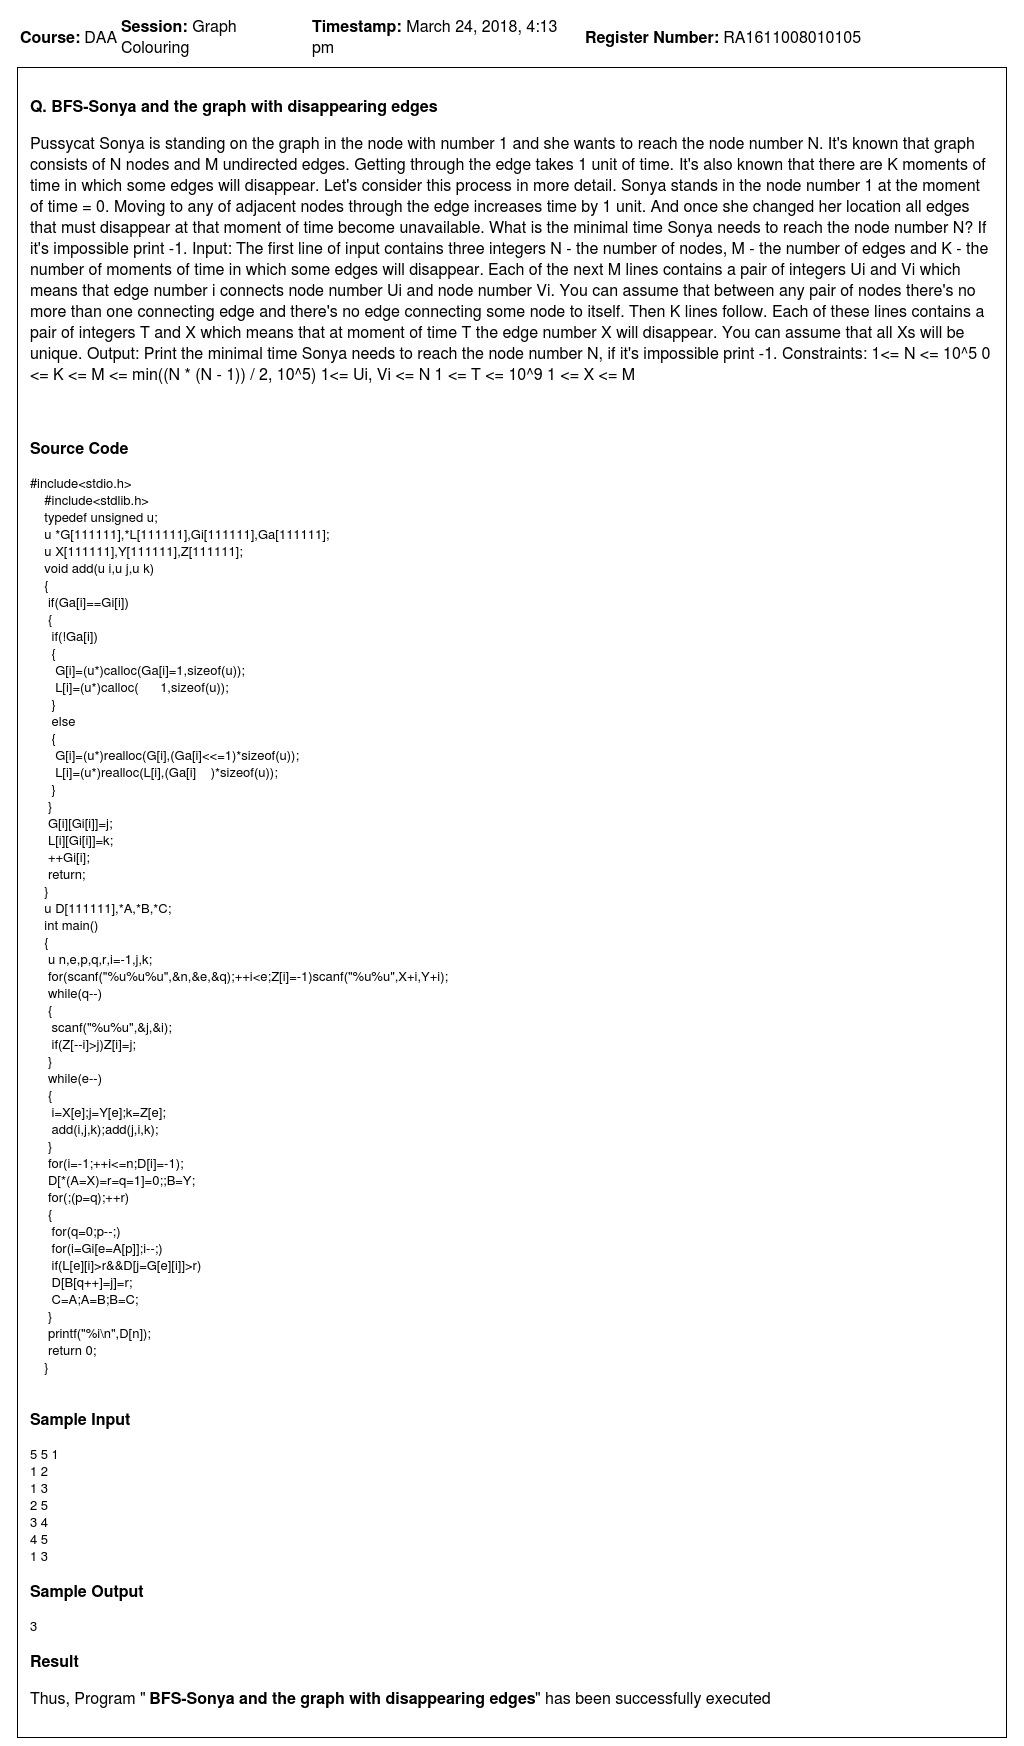 Course: DAA Session: Graph Colouring Timestamp: March 24, 2018, 4:13 pm Register Number: RA1611008010105
Q. BFS-Sonya and the graph with disappearing edges
Pussycat Sonya is standing on the graph in the node with number 1 and she wants to reach the node number N. It's known that graph
consists of N nodes and M undirected edges. Getting through the edge takes 1 unit of time. It's also known that there are K moments of
time in which some edges will disappear. Let's consider this process in more detail. Sonya stands in the node number 1 at the moment
of time = 0. Moving to any of adjacent nodes through the edge increases time by 1 unit. And once she changed her location all edges
that must disappear at that moment of time become unavailable. What is the minimal time Sonya needs to reach the node number N? If
it's impossible print -1. Input: The first line of input contains three integers N - the number of nodes, M - the number of edges and K - the
number of moments of time in which some edges will disappear. Each of the next M lines contains a pair of integers Ui and Vi which
means that edge number i connects node number Ui and node number Vi. You can assume that between any pair of nodes there's no
more than one connecting edge and there's no edge connecting some node to itself. Then K lines follow. Each of these lines contains a
pair of integers T and X which means that at moment of time T the edge number X will disappear. You can assume that all Xs will be
unique. Output: Print the minimal time Sonya needs to reach the node number N, if it's impossible print -1. Constraints: 1<= N <= 10^5 0
<= K <= M <= min((N * (N - 1)) / 2, 10^5) 1<= Ui, Vi <= N 1 <= T <= 10^9 1 <= X <= M
Source Code
#include<stdio.h>
#include<stdlib.h>
typedef unsigned u;
u *G[111111],*L[111111],Gi[111111],Ga[111111];
u X[111111],Y[111111],Z[111111];
void add(u i,u j,u k)
{
if(Ga[i]==Gi[i])
{
if(!Ga[i])
{
G[i]=(u*)calloc(Ga[i]=1,sizeof(u));
L[i]=(u*)calloc(      1,sizeof(u));
}
else
{
G[i]=(u*)realloc(G[i],(Ga[i]<<=1)*sizeof(u));
L[i]=(u*)realloc(L[i],(Ga[i]    )*sizeof(u));
}
}
G[i][Gi[i]]=j;
L[i][Gi[i]]=k;
++Gi[i];
return;
}
u D[111111],*A,*B,*C;
int main()
{
u n,e,p,q,r,i=-1,j,k;
for(scanf("%u%u%u",&n,&e,&q);++i<e;Z[i]=-1)scanf("%u%u",X+i,Y+i);
while(q--)
{
scanf("%u%u",&j,&i);
if(Z[--i]>j)Z[i]=j;
}
while(e--)
{
i=X[e];j=Y[e];k=Z[e];
add(i,j,k);add(j,i,k);
}
for(i=-1;++i<=n;D[i]=-1);
D[*(A=X)=r=q=1]=0;;B=Y;
for(;(p=q);++r)
{
for(q=0;p--;)
for(i=Gi[e=A[p]];i--;)
if(L[e][i]>r&&D[j=G[e][i]]>r)
D[B[q++]=j]=r;
C=A;A=B;B=C;
}
printf("%i\n",D[n]);
return 0;
}
Sample Input
5 5 1
1 2
1 3
2 5
3 4
4 5
1 3
Sample Output
3
Result
Thus, Program " BFS-Sonya and the graph with disappearing edges" has been successfully executed